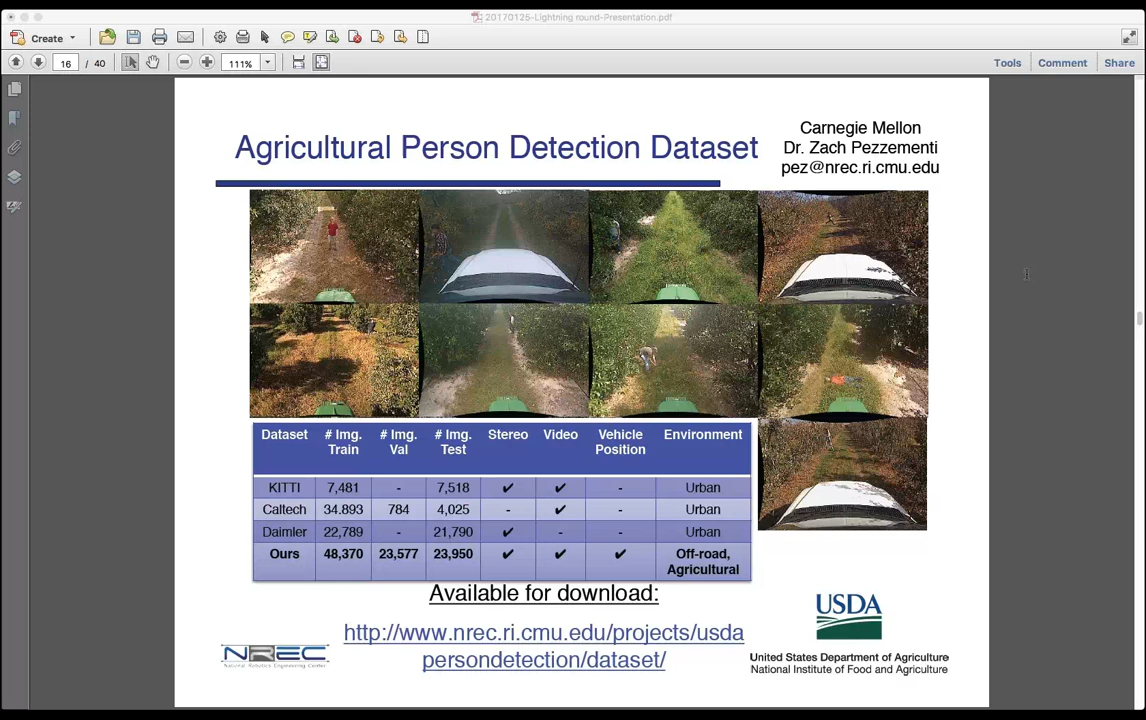 20170125-Lightning round-Presentation.pdf
Create
16 / 40
111%
Tools Comment Share
Agricultural Person Detection Dataset
Carnegie Mellon
Dr. Zach Pezzementi
pez@nrec.ri.cmu.edu
Dataset # Img. Train # Img. Val # Img. Test Stereo Video Vehicle Position Environment
KITTI 7,481 - 7,518 ✔ ✔ - Urban
Caltech 34.893 784 4,025 - ✔ - Urban
Daimler 22,789 - 21,790 ✔ - - Urban
Ours 48,370 23,577 23,950 ✔ ✔ ✔ Off-road, Agricultural
Available for download:
http://www.nrec.ri.cmu.edu/projects/usda
persondetection/dataset/
NREC
National Robotics Engineering Center
USDA
United States Department of Agriculture
National Institute of Food and Agriculture